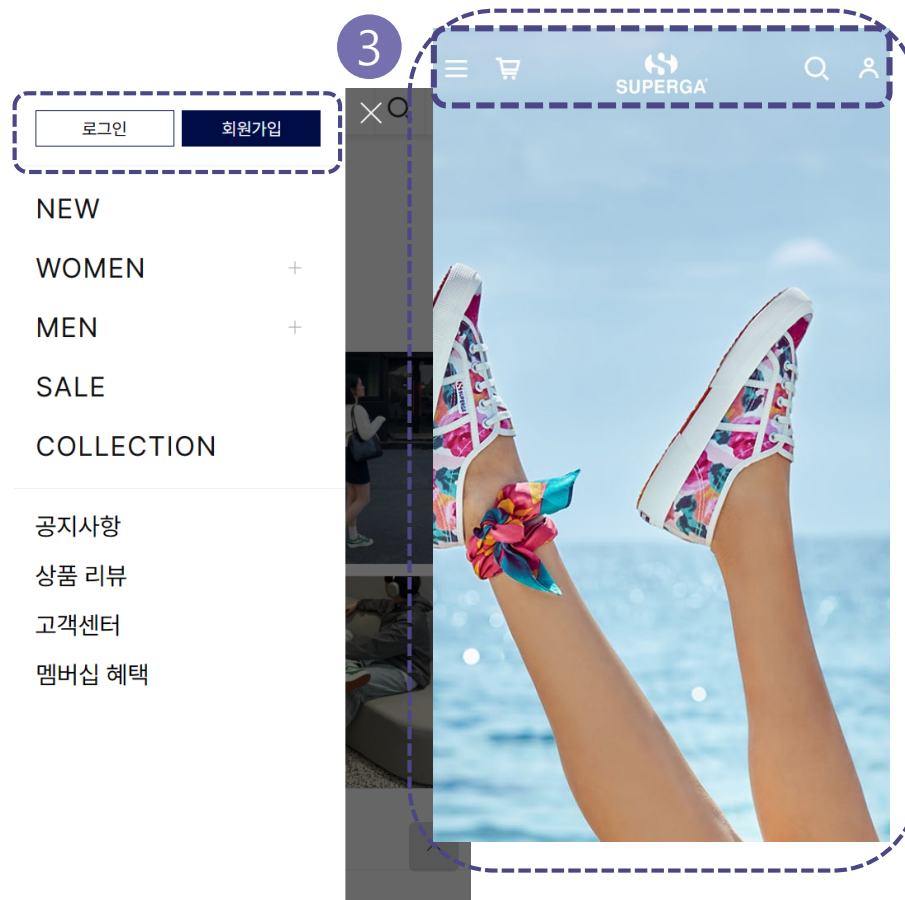 3
로그인
회원가입
NEW
WOMEN
MEN
SALE
COLLECTION
공지사항
상품 리뷰
고객센터
멤버십 혜택
SUPERGA